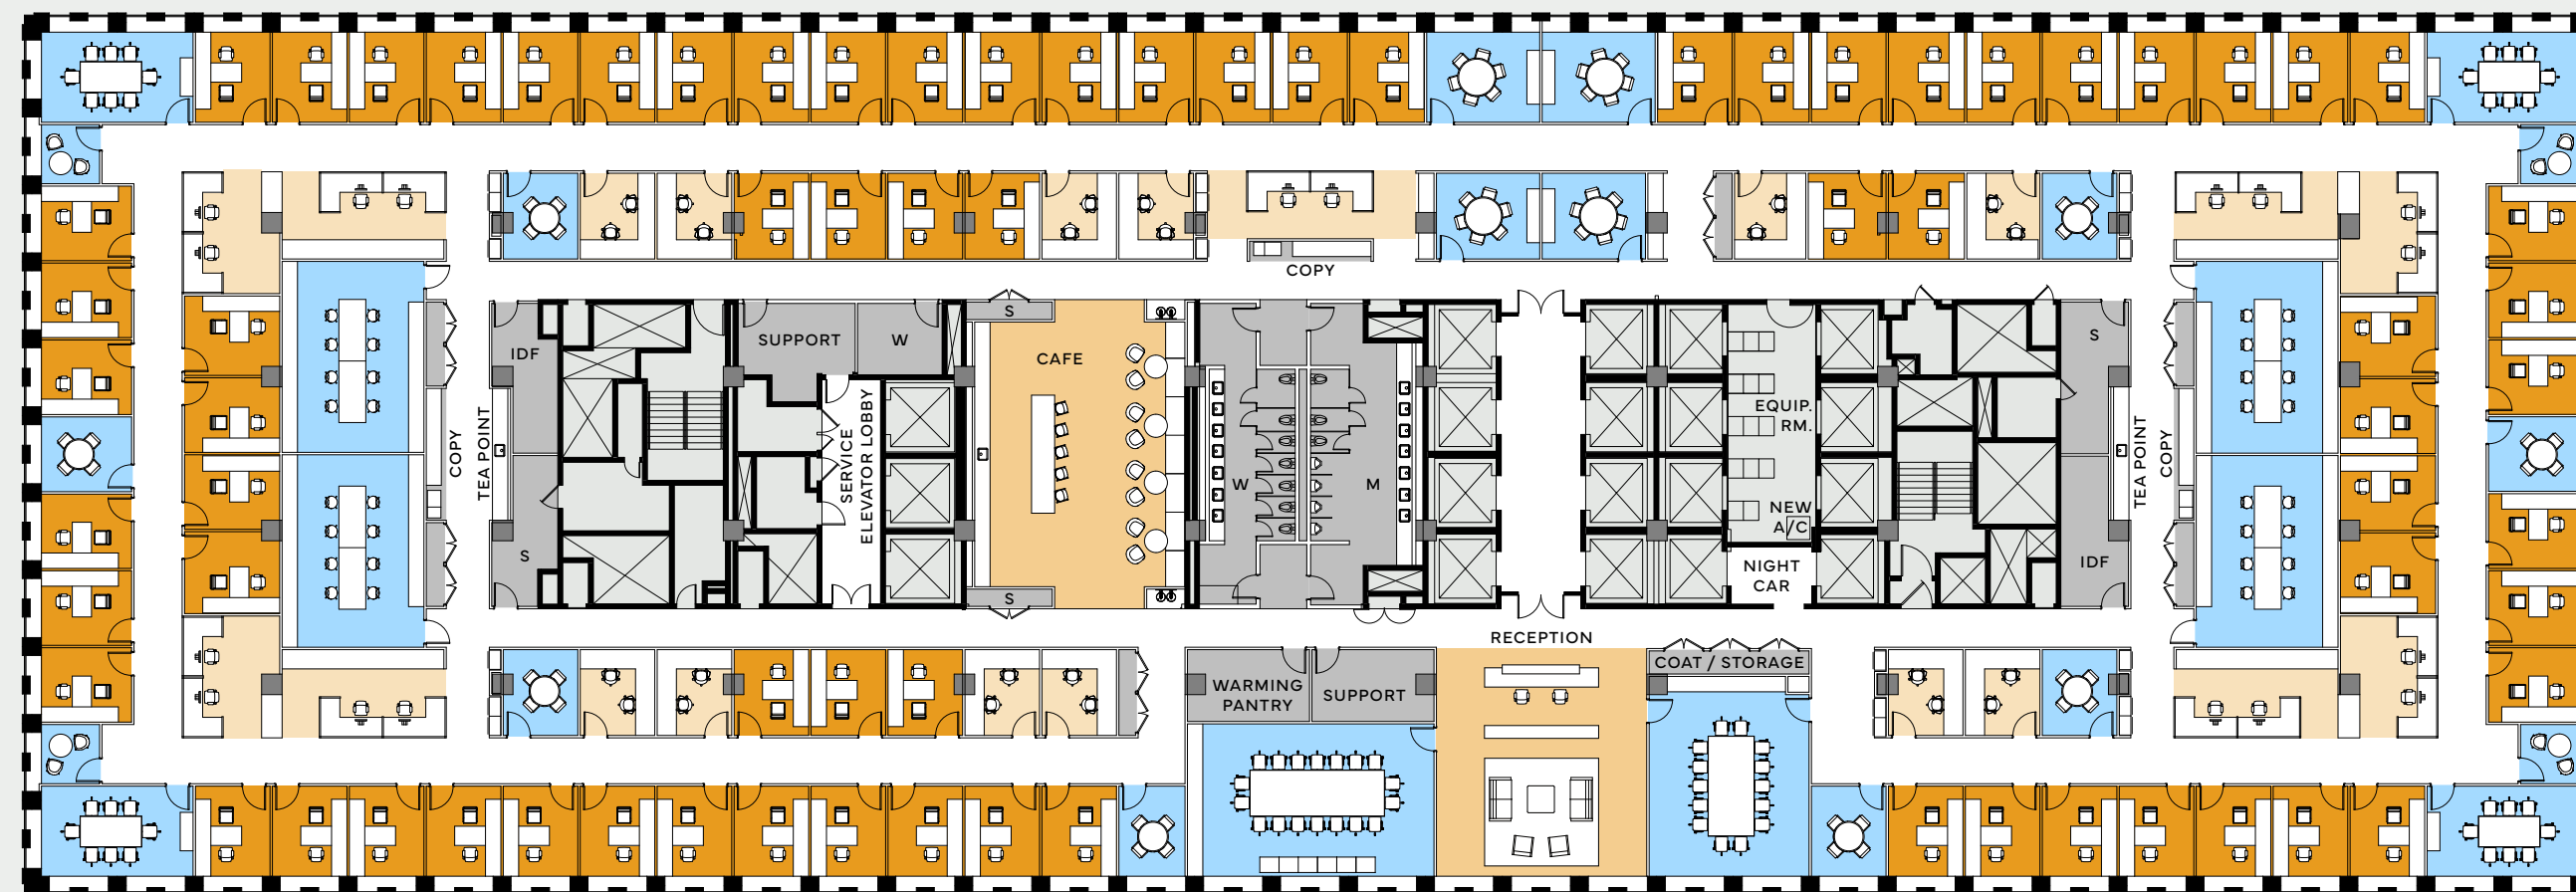 COPY
S
IDF
SUPPORT
W
CAFE
S
EQUIP.
RM.
COPY
TEA POINT
SERVICE
ELEVATOR LOBBY
W
M
TEA POINT
COPY
NEW
A/C
S
IDF
NIGHT
CAR
S
RECEPTION
COAT / STORAGE
WARMING
PANTRY
SUPPORT